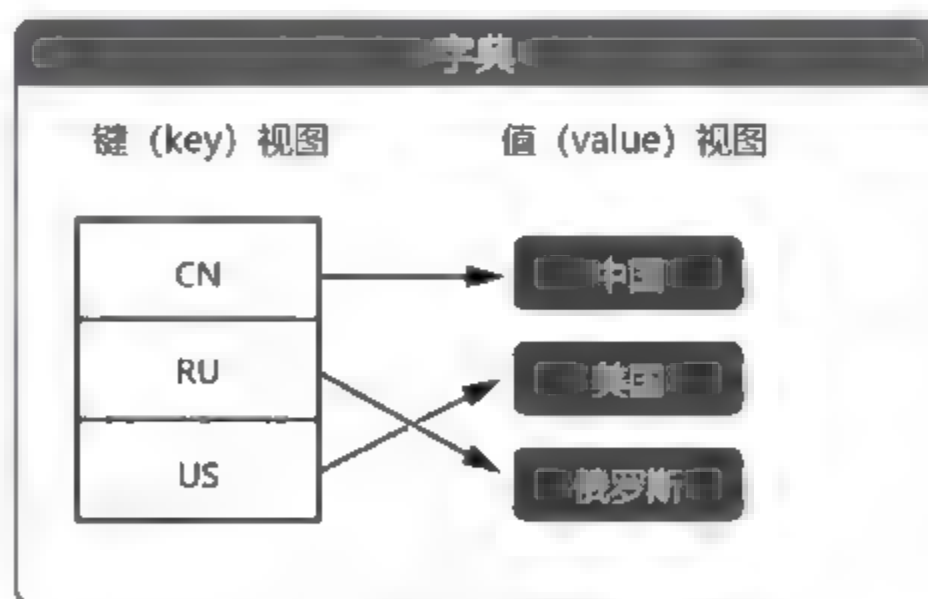 字典
键 (key) 视图
值 (value) 视图
CN
中国
RU
美国
US
俄罗斯